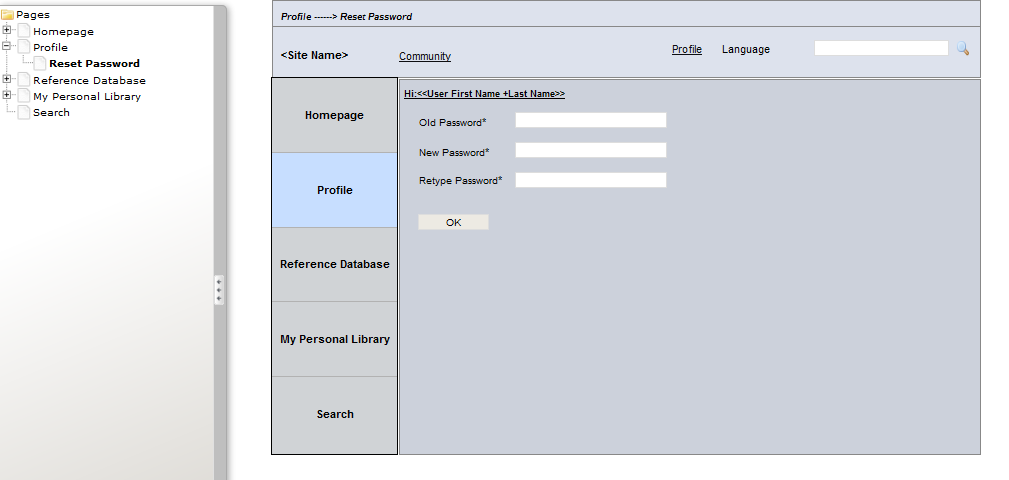 Pages
Homepage
Profile
Reset Password
Reference Database
My Personal Library
Search
Profile ------> Reset Password
<Site Name>
Community
Profile
Language
Homepage
Profile
Reference Database
My Personal Library
Search
Hi:<<User First Name +Last Name>>
Old Password*
New Password*
Retype Password*
OK